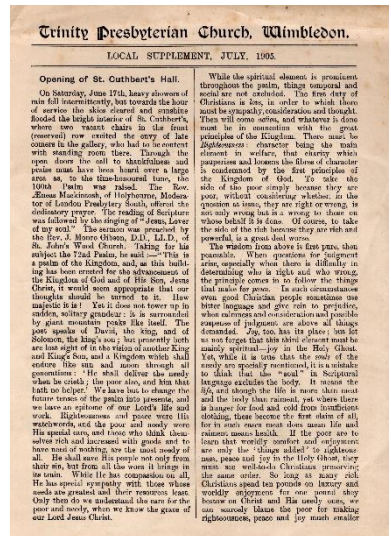 Trinity Presbyterian Church, Wimbledon.
LOCAL SUPPLEMENT, JULY, 1905.
Opening of St. Cuthbert's Hall.
On Saturday, June 17th, heavy showers of
rain fell intermittently, but towards the hour
of service the skies cleared and sunshine
flooded the bright interior of St. Cuthbert's,
where two vacant chairs in the front
(reserved) row excited the envy of late
comers in the gallery, who had to be content
with standing room there. Through the
open doors the call to thankfulness and
praise must have been heard over a large
area as, to the time-honoured tune, the
100th Psalm was raised. The Rev.
Æneas Mackintosh, of Holybourne, Modera-
tor of London Presbytery South, offered the
dedicatory prayer. The reading of Scripture
was followed by the singing of "Jesus, Lover
of my soul." The sermon was preached by
the Rev. J. Monro Gibson, D.D., LL.D., of
St. John's Wood Church. Taking for his
subject the 72nd Psalm, he said :—"This is
a psalm of the Kingdom, and, as this build-
ing has been erected for the advancement of
the Kingdom of God and of His Son, Jesus
Christ, it would seem appropriate that our
thoughts should be turned to it. How
majestic it is! Yet it does not tower up in
sudden, solitary grandeur: it is surrounded
by giant mountain peaks like itself. The
poet speaks of David, the king, and of
Solomon, the king's son; but presently both
are lost sight of in the vision of another King
and King's Son, and a Kingdom which shall
endure like sun and moon through all
generations: 'He shall deliver the needy
when he crieth; the poor also, and him that
hath no helper.' We have but to change the
future tenses of the psalm into presents, and
we have an epitome of our Lord's life and
work. Righteousness and peace were His
watchwords, and the poor and needy were
His special care, and those who think them-
selves rich and increased with goods and to
have need of nothing, are the most needy of
all. He shall save His people not only from
their sin, but from all the woes it brings in
its train. While He has compassion on all,
He has special sympathy with those whose
needs are greatest and their resources least.
Only then do we understand the care for the
poor and needy, when we know the grace of
our Lord Jesus Christ.
While the spiritual element is prominent
throughout the psalm, things temporal and
social are not excluded. The first duty of
Christians is love, in order to which there
must be sympathy, consideration and thought.
Then will come action, and whatever is done
must be in connection with the great
principles of the Kingdom. There must be
Righteousness: character being the main
element in welfare, that charity which
pauperises and loosens the fibres of character
is condemned by the first principles of
the Kingdom of God. To take the
side of the poor simply because they are
poor, without considering whether, in the
question at issue, they are right or wrong, is
not only wrong but is a wrong to those on
whose behalf it is done. Of course, to take
the side of the rich because they are rich and
powerful, is a great deal worse.
The wisdom from above is first pure, then
peaceable. When questions for judgment
arise, especially when there is difficulty in
determining who is right and who wrong,
the principle comes in to follow the things
that make for peace. In such circumstances
even good Christian people sometimes use
bitter language and give rein to prejudice,
when calmness and consideration and possible
suspense of judgment are above all things
demanded. Joy, too, has its place; but let
us not forget that this third element must be
mainly spiritual—joy in the Holy Ghost.
Yet, while it is true that the souls of the
needy are specially mentioned, it is a mistake
to think that the "soul" in Scriptural
language excludes the body. It means the
life, and though the life is more than meat
and the body than raiment, yet where there
is hunger for food and cold from insufficient
clothing, these become the first claim of all,
for in such cases meat does mean life and
raiment means health. If the poor are to
learn that worldly comfort and enjoyment
are only the 'things added' to righteous-
ness, peace and joy in the Holy Ghost, they
must see well-to-do Christians preserving
the same order. So long as many rich
Christians spend ten pounds on luxury and
worldly enjoyment for one pound they
bestow on Christ and His needy ones, we
can scarcely blame the poor for making
righteousness, peace and joy much smaller